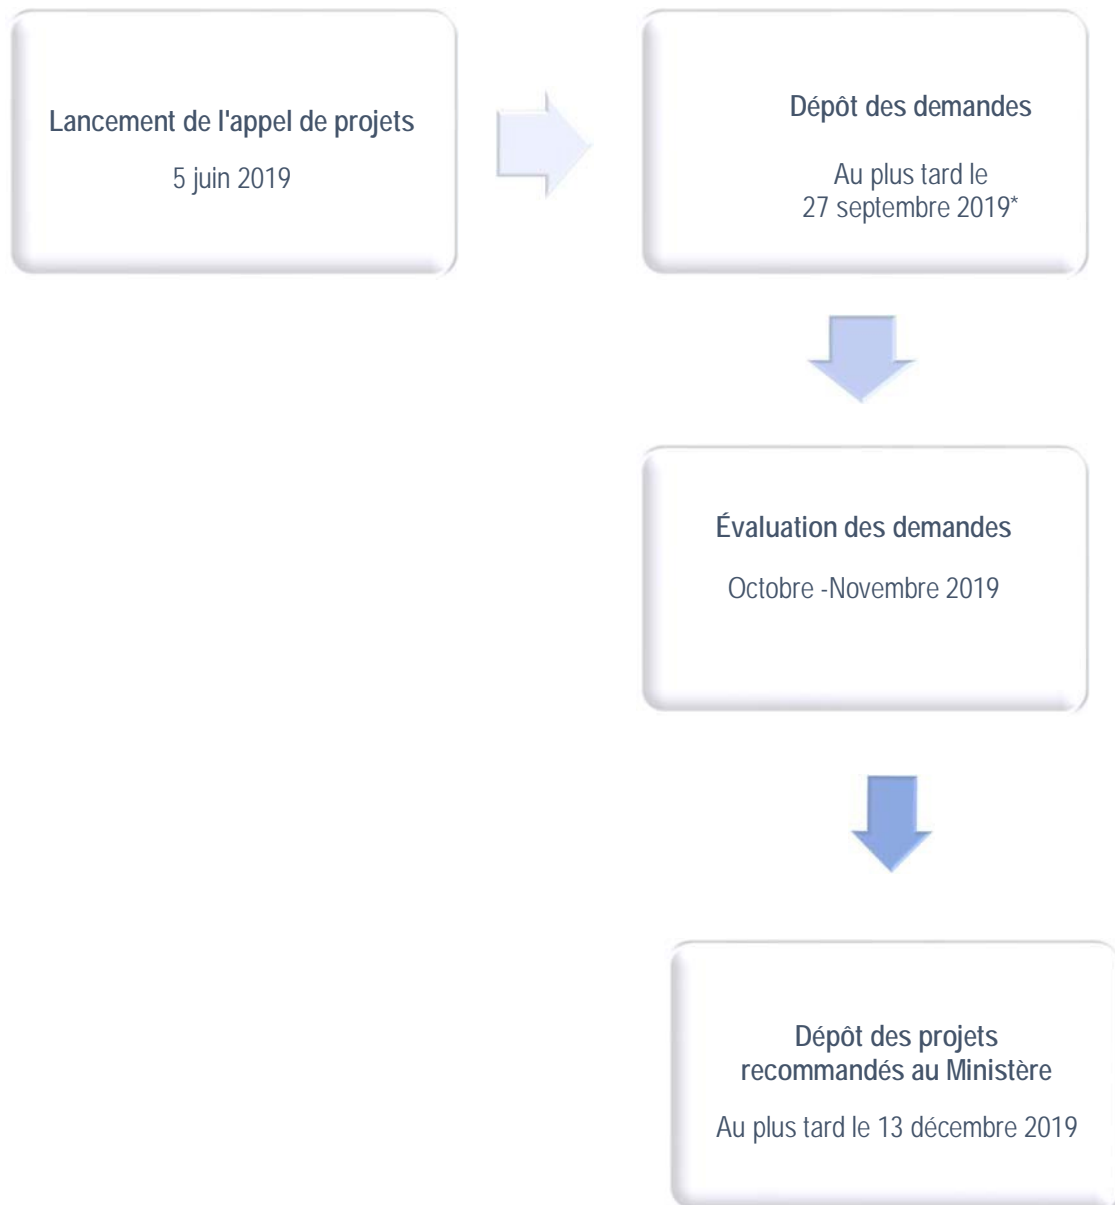 Lancement de l'appel de projets
5 juin 2019
Dépôt des demandes
Au plus tard le
27 septembre 2019*
Évaluation des demandes
Octobre -Novembre 2019
Dépôt des projets
recommandés au Ministère
Au plus tard le 13 décembre 2019